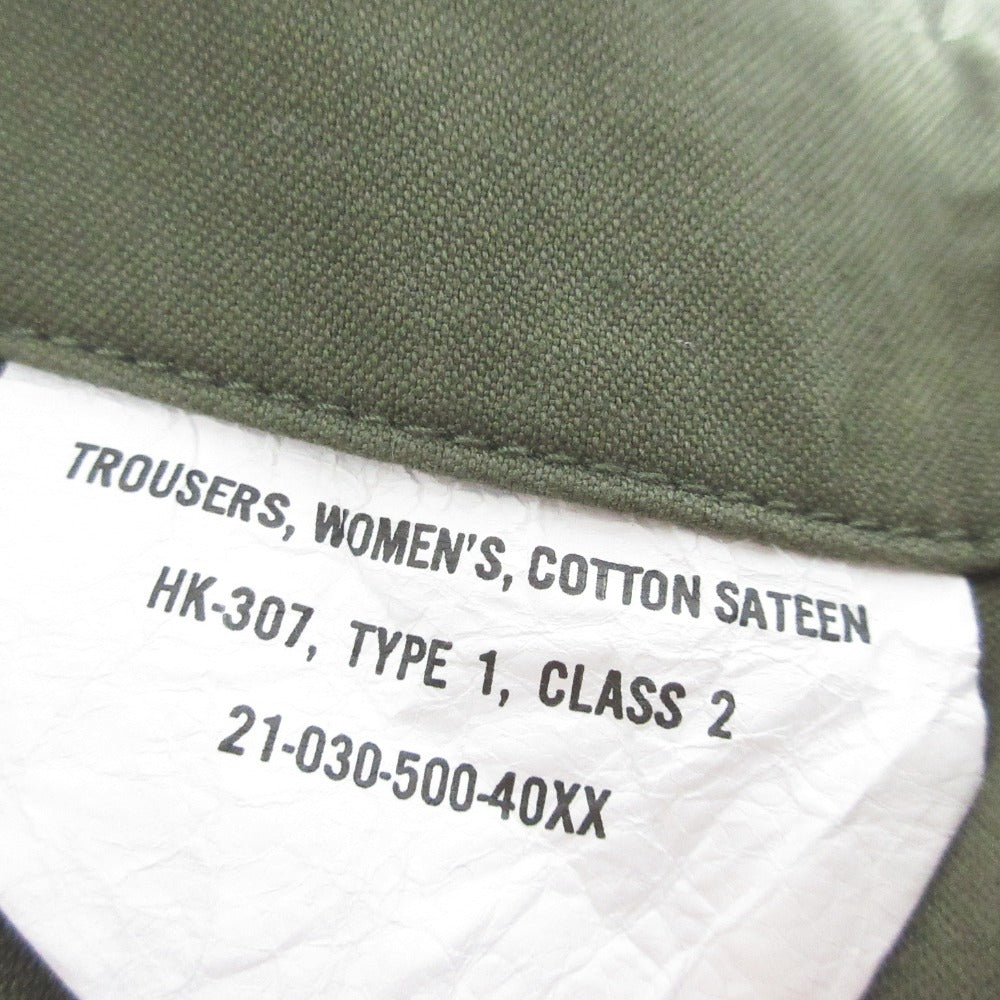 TROUSERS, WOMEN'S, COTTON SATEEN
HK-307, TYPE 1, CLASS 2
21-030-500-40XX